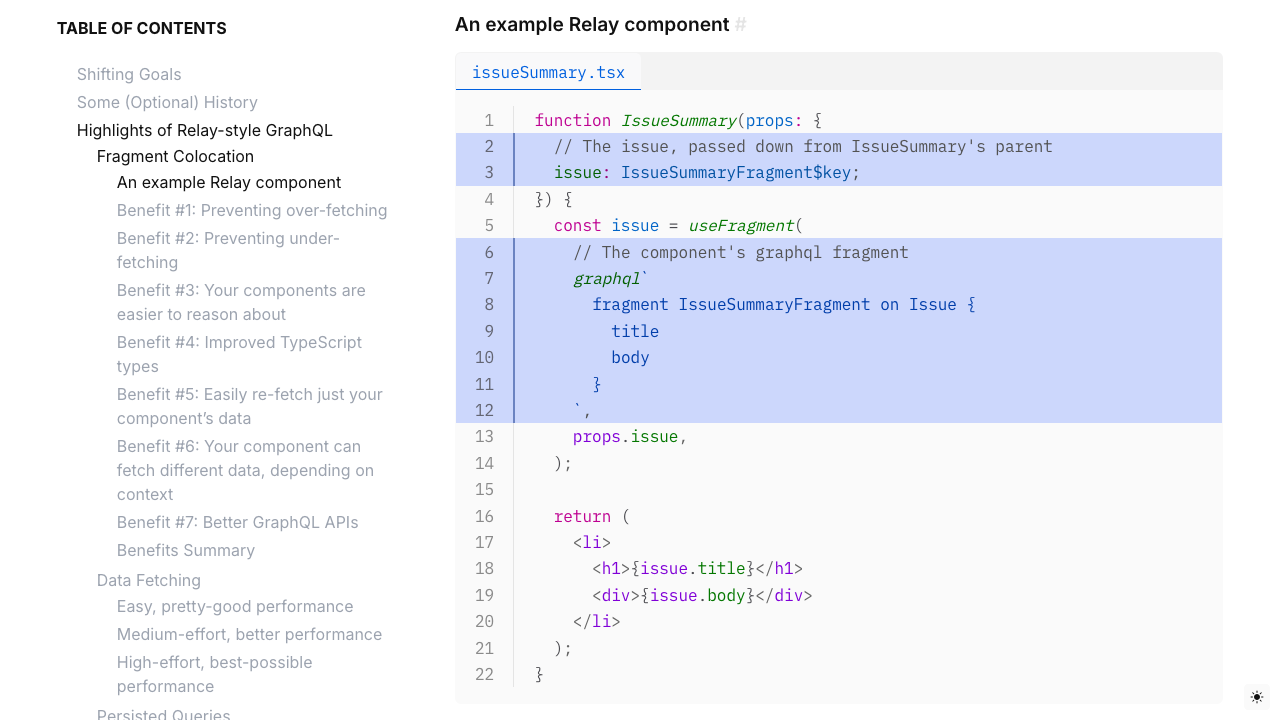 TABLE OF CONTENTS
Shifting Goals
Some (Optional) History
Highlights of Relay-style GraphQL
Fragment Colocation
An example Relay component
Benefit #1: Preventing over-fetching
Benefit #2: Preventing under-
fetching
Benefit #3: Your components are
easier to reason about
Benefit #4: Improved TypeScript
types
Benefit #5: Easily re-fetch just your
component’s data
Benefit #6: Your component can
fetch different data, depending on
context
Benefit #7: Better GraphQL APIs
Benefits Summary
Data Fetching
Easy, pretty-good performance
Medium-effort, better performance
High-effort, best-possible
performance
Persisted Queries
An example Relay component #
issueSummary.tsx
1 function IssueSummary(props: {
2   // The issue, passed down from IssueSummary's parent
3   issue: IssueSummaryFragment$key;
4 }) {
5   const issue = useFragment(
6     // The component's graphql fragment
7     graphql`
8       fragment IssueSummaryFragment on Issue {
9         title
10         body
11       }
12     `,
13     props.issue,
14   );
15
16   return (
17     <li>
18       <h1>{issue.title}</h1>
19       <div>{issue.body}</div>
20     </li>
21   );
22 }